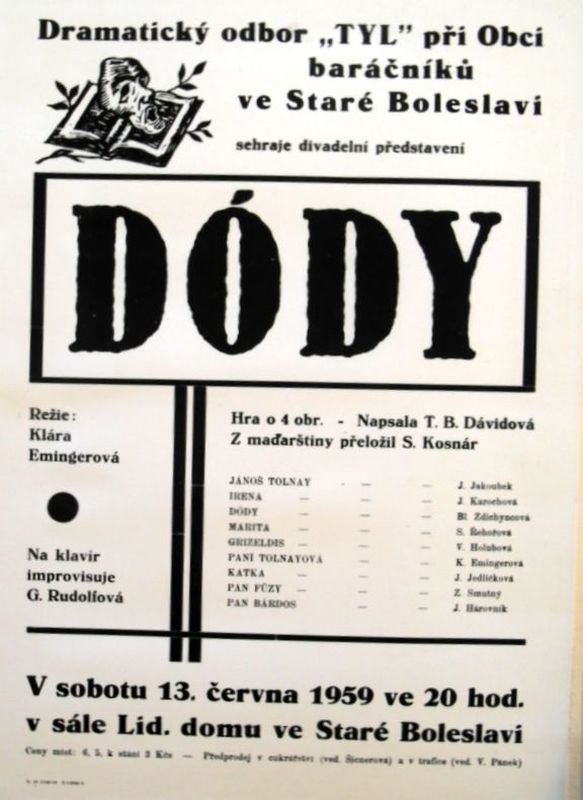 Dramatický odbor „TYL” při Obci
baráčníků
ve Staré Boleslavi
sehraje divadelní představení
DÓDY
Režie:
Klára
Emingerová
Na klavír
improvisuje
G. Rudolfová
Hra o 4 obr. - Napsala T. B. Dávidová
Z maďarštiny přeložil S. Kosnár
JÁNOŠ TOLNAY — — J. Jakoubek
IRENA — — — J. Karochová
DÓDY — — — Bl. Zdichyncová
MARITA — — — S. Řehořová
GRIZELDIS — — — V. Holubová
PANÍ TOLNAYOVÁ — — K. Emingerová
KATKA — — — J. Jedličková
PAN FÜZY — — — Z. Smutný
PAN BÁRDOS — — J. Hárovník
V sobotu 13. června 1959 ve 20 hod.
v sále Lid. domu ve Staré Boleslavi
Ceny míst: 6, 5, k stání 3 Kčs — Předprodej v cukrářství (ved. Šicnerová) a v trafice (ved. V. Pánek)